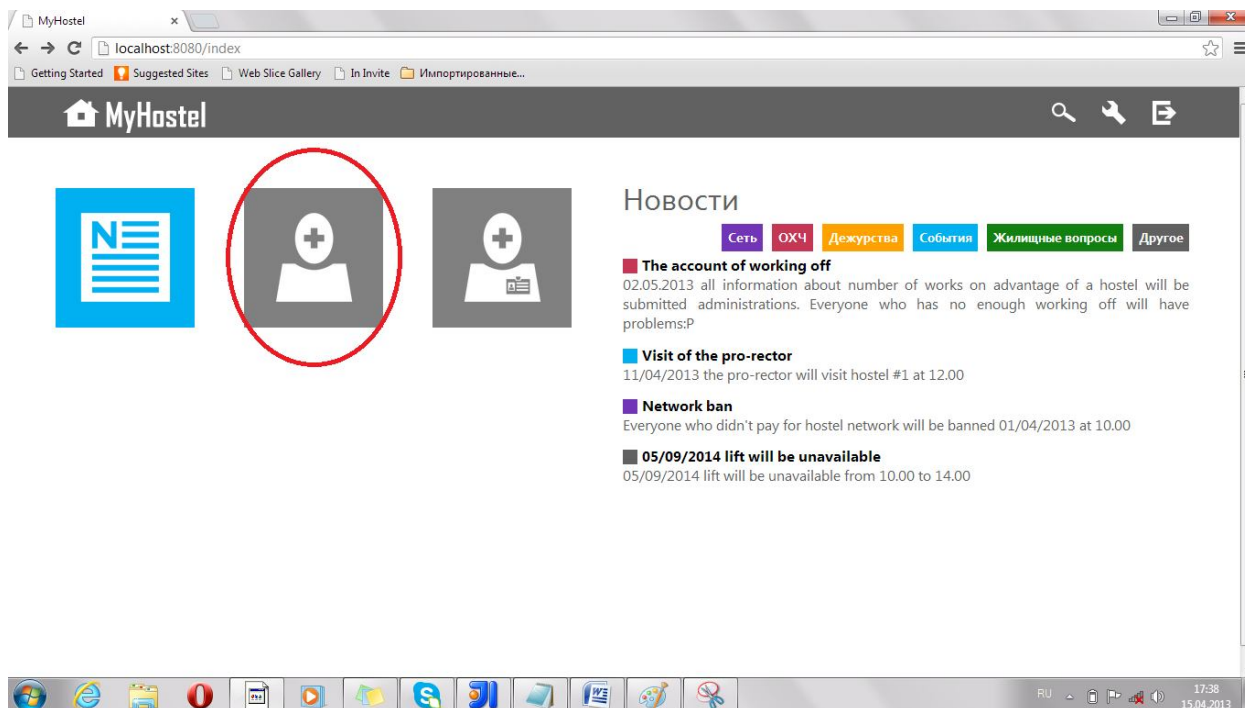 MyHostel
localhost:8080/index
Getting Started Suggested Sites Web Slice Gallery In Invite Импортированные...
MyHostel
N
Новости
Сеть ОХЧ Дежурства События Жилищные вопросы Другое
The account of working off
02.05.2013 all information about number of works on advantage of a hostel will be
submitted administrations. Everyone who has no enough working off will have
problems:P
Visit of the pro-rector
11/04/2013 the pro-rector will visit hostel #1 at 12.00
Network ban
Everyone who didn't pay for hostel network will be banned 01/04/2013 at 10.00
05/09/2014 lift will be unavailable
05/09/2014 lift will be unavailable from 10.00 to 14.00
RU
17:38
15.04.2013